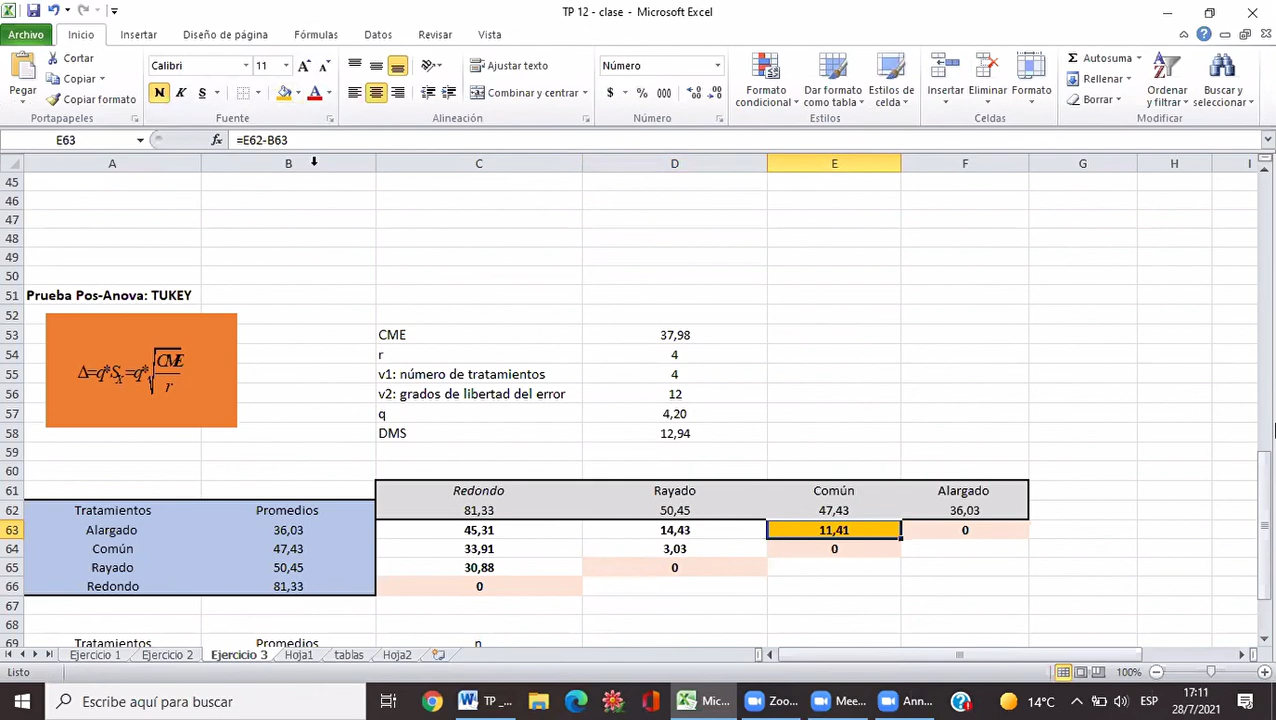 TP 12 - clase - Microsoft Excel
Archivo Inicio Insertar Diseño de página Fórmulas Datos Revisar Vista
Pegar
Cortar
Copiar
Copiar formato
Portapapeles
Calibri 11
N K S
Fuente
Ajustar texto
Combinar y centrar
Alineación
Número
$ % 000
Número
Formato condicional
Dar formato como tabla
Estilos de celda
Estilos
Insertar
Eliminar
Formato
Celdas
Autosuma
Rellenar
Borrar
Ordenar y filtrar
Buscar y seleccionar
Modificar
E63 fx =E62-B63
A B C D E F G H I
45
46
47
48
49
50
51 Prueba Pos-Anova: TUKEY
52
Δ=q*Sx=q*√CME/r
53 CME 37,98
54 r 4
55 v1: número de tratamientos 4
56 v2: grados de libertad del error 12
57 q 4,20
58 DMS 12,94
59
60
61 Redondo Rayado Común Alargado
62 Tratamientos Promedios 81,33 50,45 47,43 36,03
63 Alargado 36,03 45,31 14,43 11,41 0
64 Común 47,43 33,91 3,03 0
65 Rayado 50,45 30,88 0
66 Redondo 81,33 0
67
68
69 Tratamientos Promedios n
Ejercicio 1 Ejercicio 2 Ejercicio 3 Hoja1 tablas Hoja2
Listo 100%
Escribe aquí para buscar
TP _...
Mic...
Zoo...
Mee...
Ann...
14°C
ESP
17:11
28/7/2021